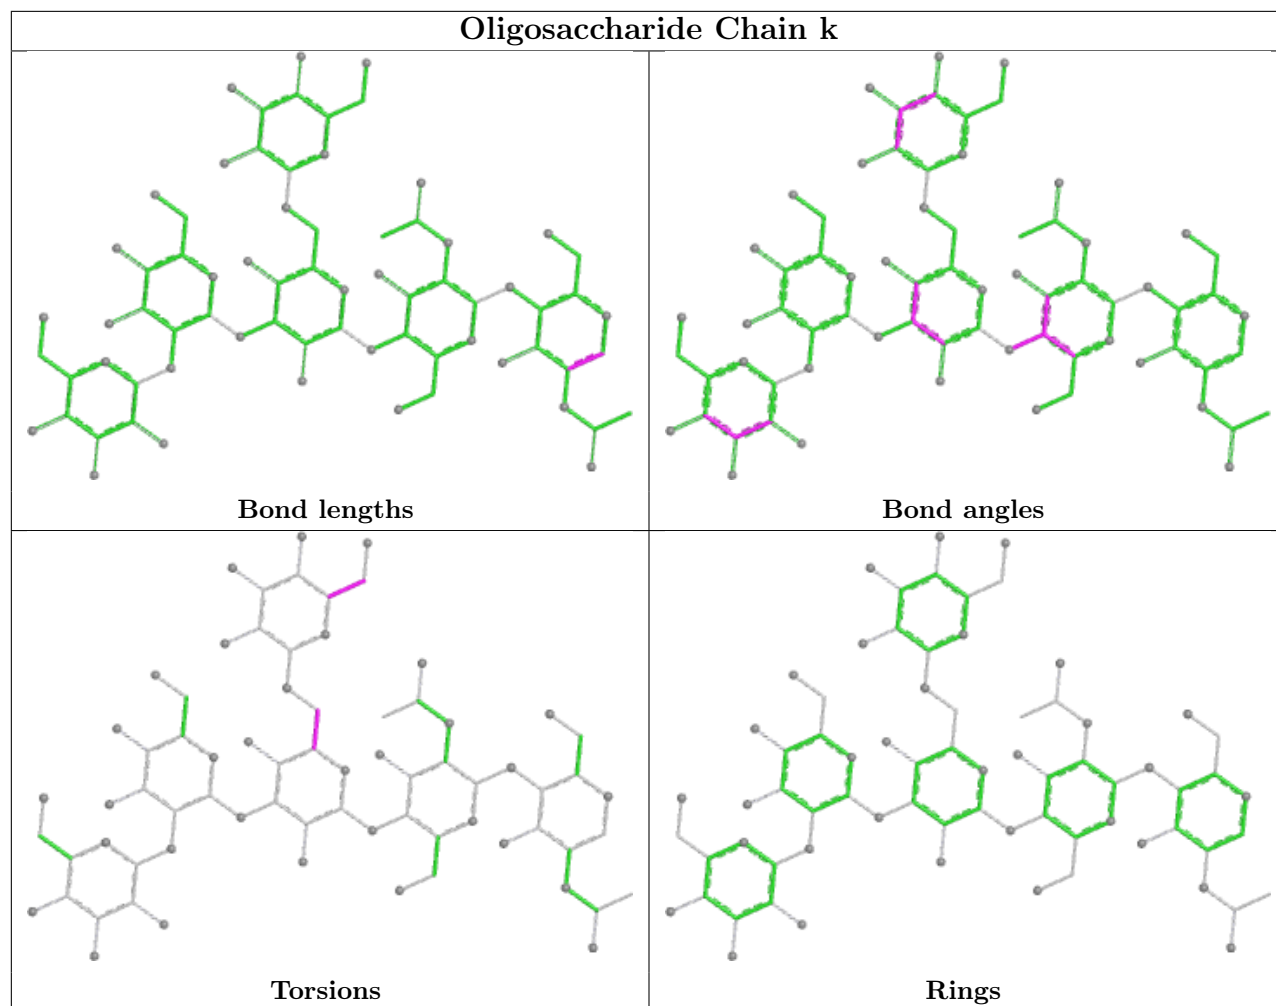 Oligosaccharide Chain k
Bond lengths
Bond angles
Torsions
Rings